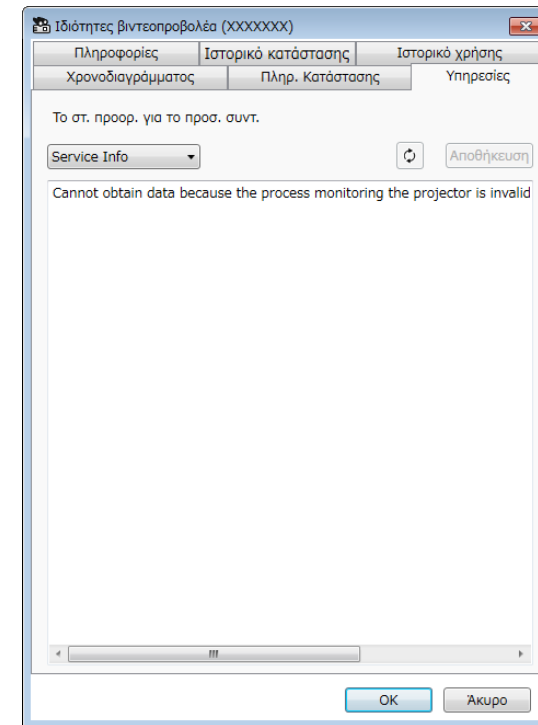 Ιδιότητες βιντεοπροβολέα (XXXXXXX)
Πληροφορίες Ιστορικό κατάστασης Ιστορικό χρήσης
Χρονοδιαγράμματος Πληρ. Κατάστασης Υπηρεσίες
Το στ. προορ. για το προσ. συντ.
Service Info Αποθήκευση
Cannot obtain data because the process monitoring the projector is invalid
OK Άκυρο